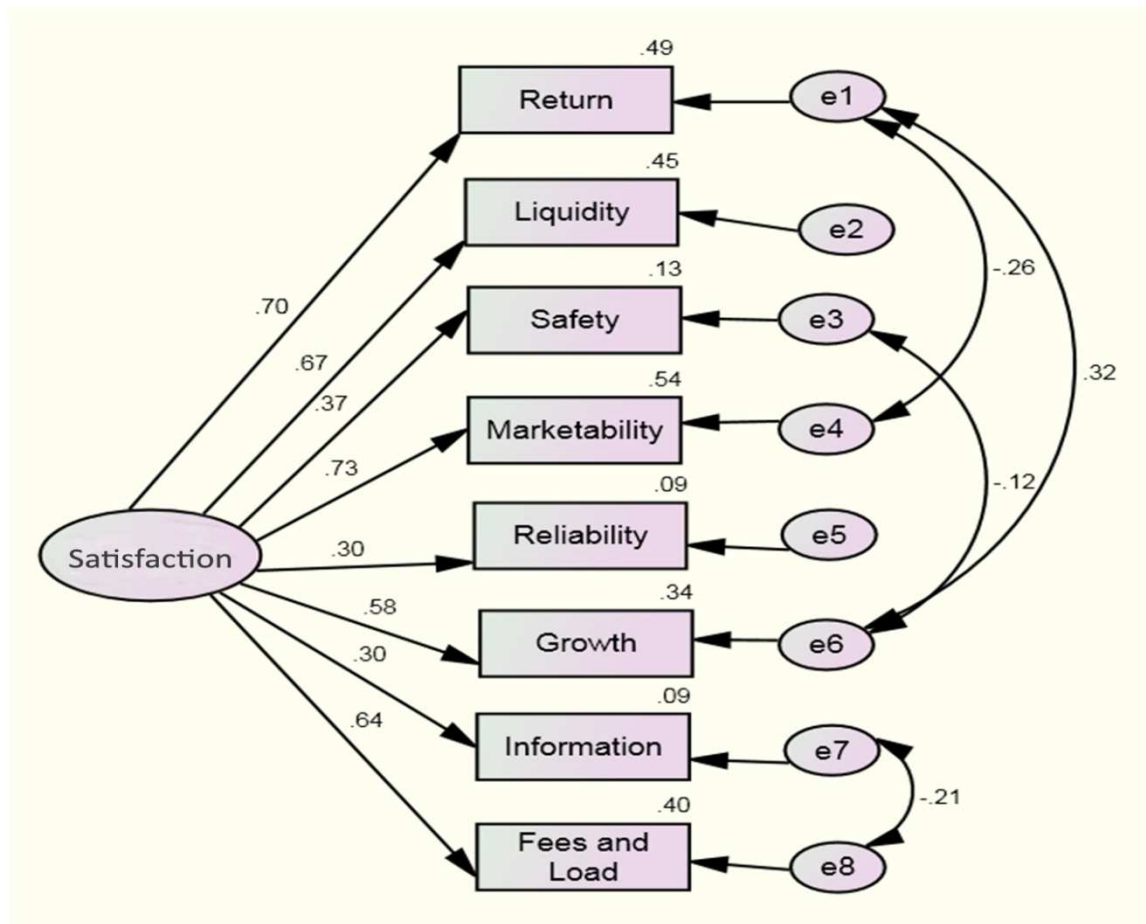 .49
Return
e1
.45
Liquidity
e2
.13
-.26
Safety
e3
.70
.67
.54
.32
.37
Marketability
e4
.73
.09
-.12
Reliability
e5
Satisfaction
.30
.34
.58
Growth
e6
.30
.09
.64
Information
e7
-.21
.40
Fees and
Load
e8